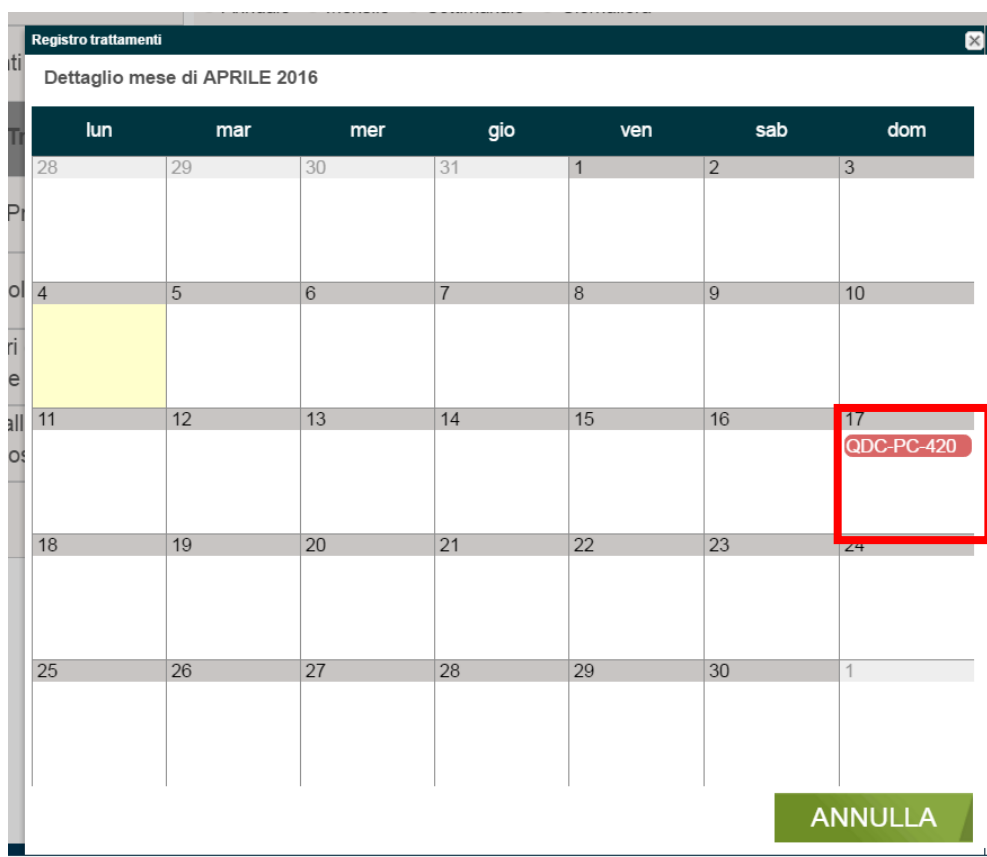 Registro trattamenti
Dettaglio mese di APRILE 2016
lun mar mer gio ven sab dom
28 29 30 31 1 2 3
4 5 6 7 8 9 10
11 12 13 14 15 16 17
QDC-PC-420
18 19 20 21 22 23 24
25 26 27 28 29 30 1
ANNULLA